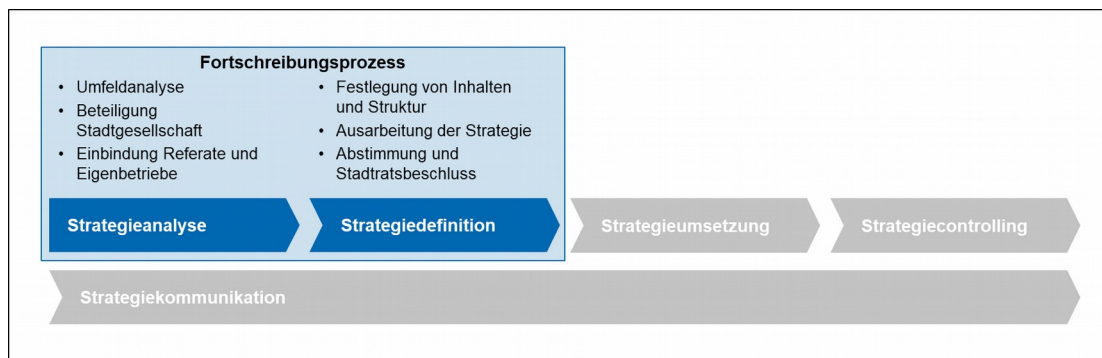 Fortschreibungsprozess
• Umfeldanalyse
• Beteiligung
Stadtgesellschaft
• Einbindung Referate und
Eigenbetriebe
• Festlegung von Inhalten
und Struktur
• Ausarbeitung der Strategie
• Abstimmung und
Stadtratsbeschluss
Strategieanalyse
Strategiedefinition
Strategieumsetzung
Strategiecontrolling
Strategiekommunikation